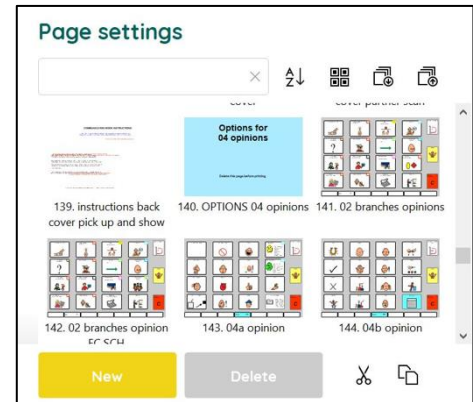 Page settings
cover
cover partner scan
Options for
04 opinions
139. instructions back
cover pick up and show
140. OPTIONS 04 opinions
141. 02 branches opinions
142. 02 branches opinion
EC SCH
143. 04a opinion
144. 04b opinion
New
Delete